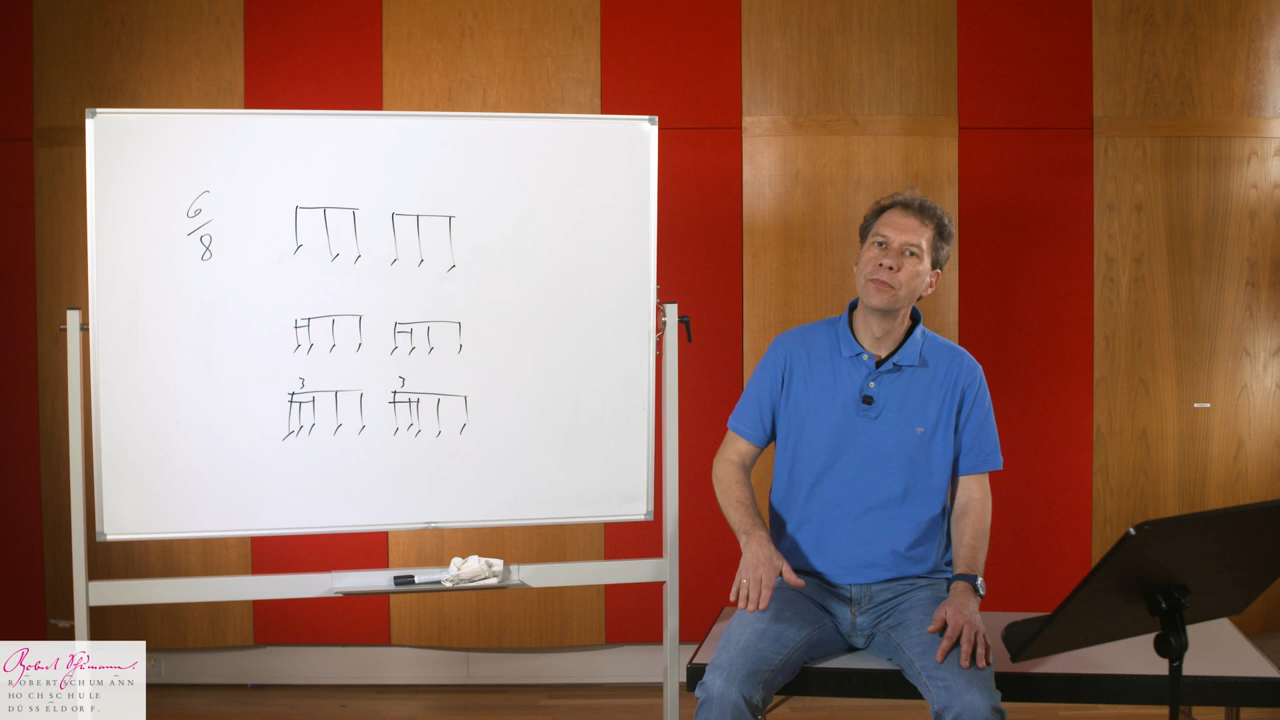 6/8
3 3
Robert Schumann.
ROBERT SCHUMANN
HOCHSCHULE
DÜSSELDORF.